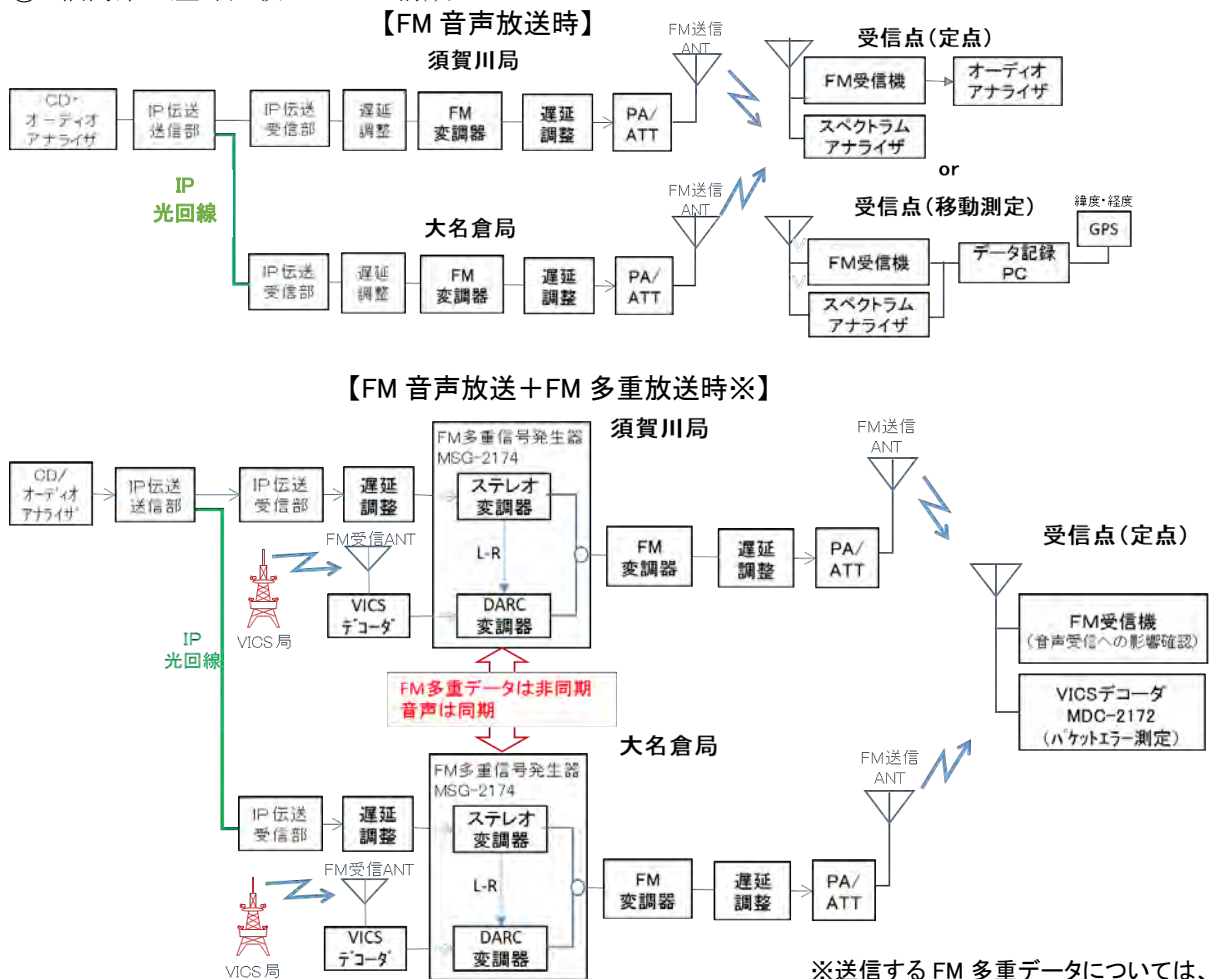 【FM 音声放送時】
須賀川局
FM送信
ANT
受信点(定点)
CD・
オーディオ
アナライザ
IP伝送
送信部
IP伝送
受信部
遅延
調整
FM
変調器
遅延
調整
PA/
ATT
FM受信機
オーディオ
アナライザ
スペクトラム
アナライザ
or
IP
光回線
大名倉局
FM送信
ANT
受信点(移動測定)
緯度・経度
GPS
IP伝送
受信部
遅延
調整
FM
変調器
遅延
調整
PA/
ATT
FM受信機
データ記録
PC
スペクトラム
アナライザ
【FM 音声放送+FM 多重放送時※】
須賀川局
FM送信
ANT
FM多重信号発生器
MSG-2174
CD/
オーディオ
アナライザ
IP伝送
送信部
IP伝送
受信部
遅延
調整
ステレオ
変調器
L-R
FM受信ANT
VICS局
VICS
デコーダ
DARC
変調器
FM
変調器
遅延
調整
PA/
ATT
受信点(定点)
FM受信機
(音声受信への影響確認)
VICSデコーダ
MDC-2172
(パケットエラー測定)
IP
光回線
FM多重データは非同期
音声は同期
大名倉局
FM送信
ANT
FM多重信号発生器
MSG-2174
IP伝送
受信部
遅延
調整
ステレオ
変調器
L-R
FM受信ANT
VICS局
VICS
デコーダ
DARC
変調器
FM
変調器
遅延
調整
PA/
ATT
※送信する FM 多重データについては、